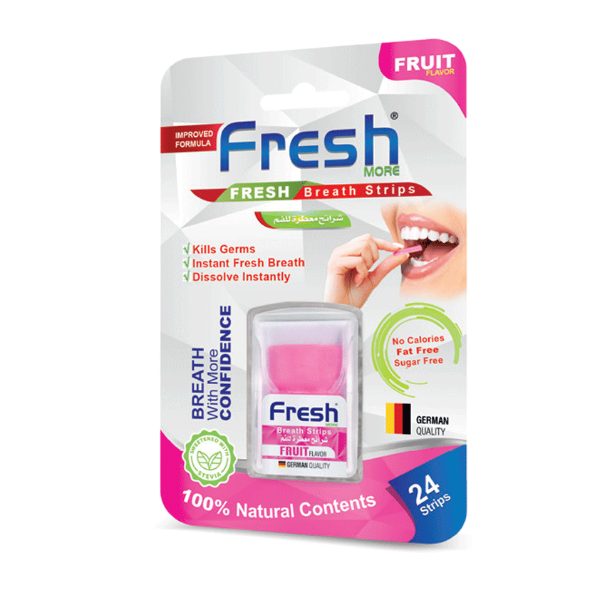 FRUIT
FLAVOR
IMPROVED
FORMULA
Fresh®
MORE
FRESH Breath Strips
شرائح معطرة للفم
Kills Germs
Instant Fresh Breath
Dissolve Instantly
BREATH
With More
CONFIDENCE
No Calories
Fat Free
Sugar Free
Fresh
MORE
Breath Strips
شرائح معطرة للفم
FRUIT FLAVOR
GERMAN QUALITY
GERMAN
QUALITY
SWEETENED WITH
STEVIA
24
Strips
100% Natural Contents